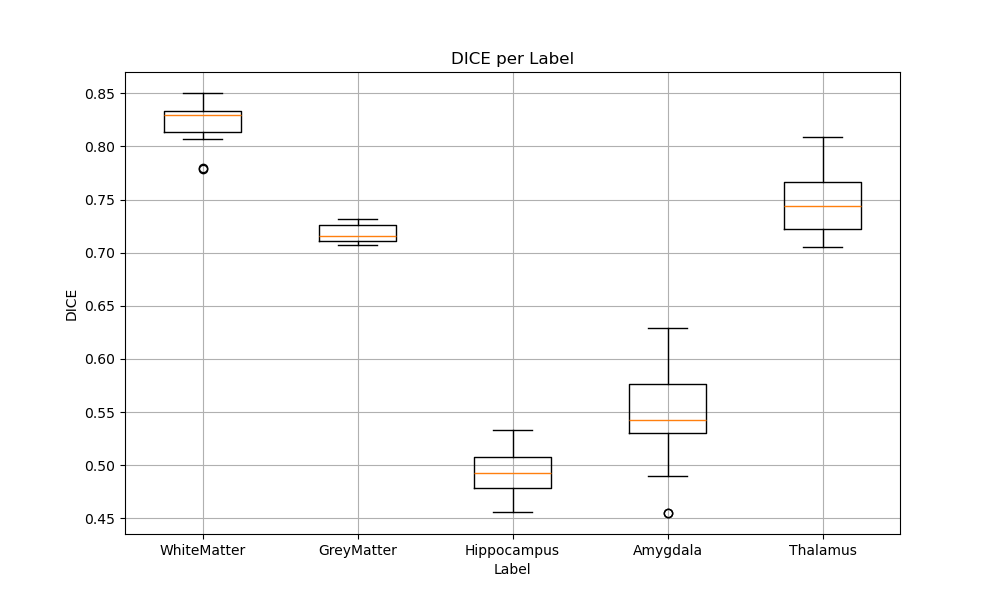 DICE per Label
0.85
0.80
0.75
0.70
0.65
0.60
0.55
0.50
0.45
DICE
WhiteMatter GreyMatter Hippocampus Amygdala Thalamus
Label